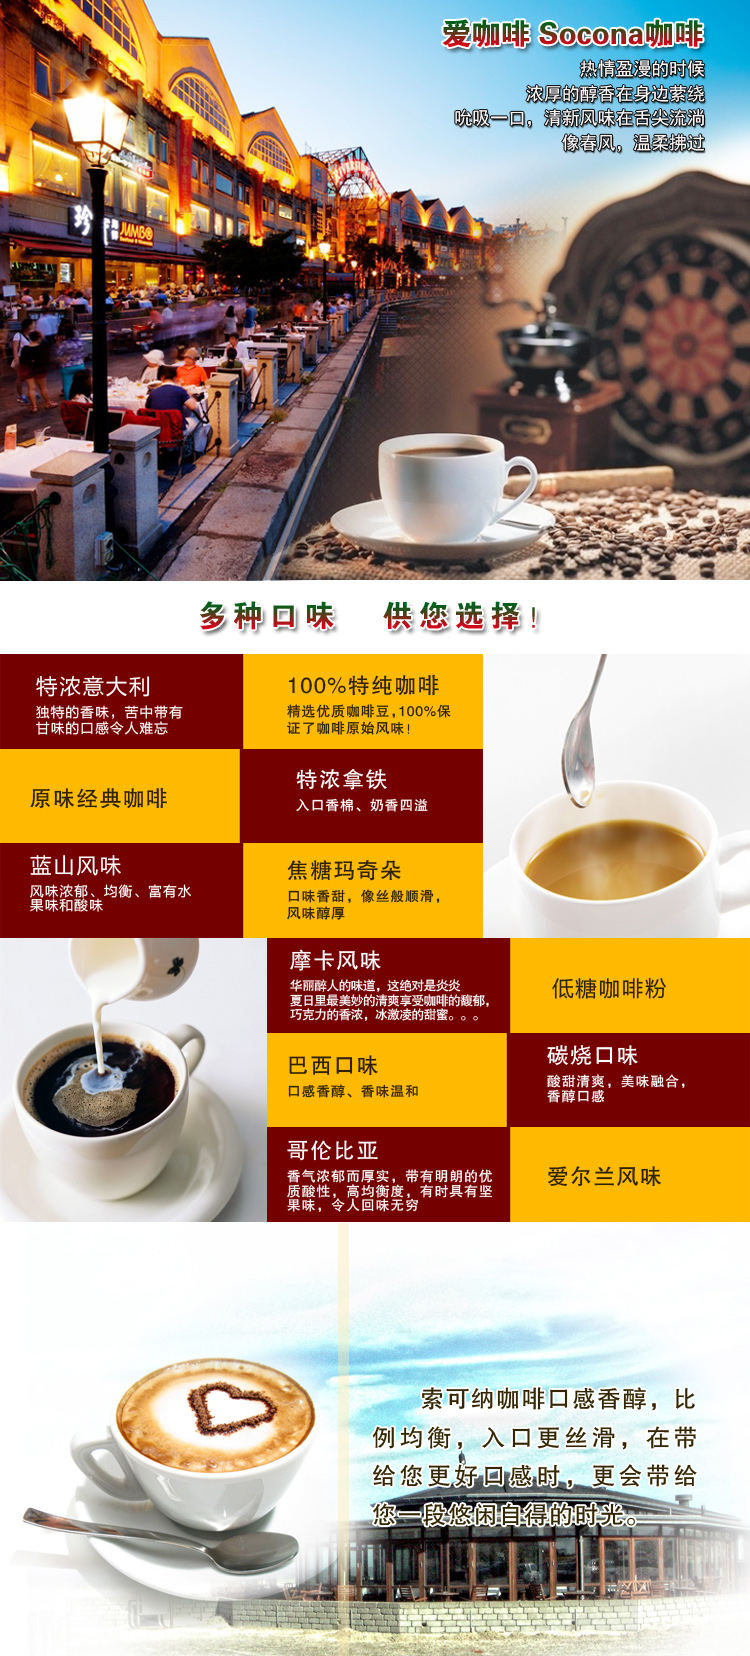 爱咖啡 Socona咖啡
热情盈漫的时候
浓厚的醇香在身边萦绕
吮吸一口，清新风味在舌尖流淌
像春风，温柔拂过
珍
JUMBO
RIVERSIDE
多种口味 供您选择！
特浓意大利
独特的香味，苦中带有
甘味的口感令人难忘
100%特纯咖啡
精选优质咖啡豆,100%保
证了咖啡原始风味！
原味经典咖啡
特浓拿铁
入口香棉、奶香四溢
蓝山风味
风味浓郁、均衡、富有水
果味和酸味
焦糖玛奇朵
口味香甜，像丝般顺滑，
风味醇厚
摩卡风味
华丽醉人的味道，这绝对是炎炎
夏日里最美妙的清爽享受咖啡的馥郁，
巧克力的香浓，冰激凌的甜蜜。。。
低糖咖啡粉
巴西口味
口感香醇、香味温和
碳烧口味
酸甜清爽，美味融合，
香醇口感
哥伦比亚
香气浓郁而厚实，带有明朗的优
质酸性，高均衡度，有时具有坚
果味，令人回味无穷
爱尔兰风味
索可纳咖啡口感香醇，比
例均衡，入口更丝滑，在带
给您更好口感时，更会带给
您一段悠闲自得的时光。